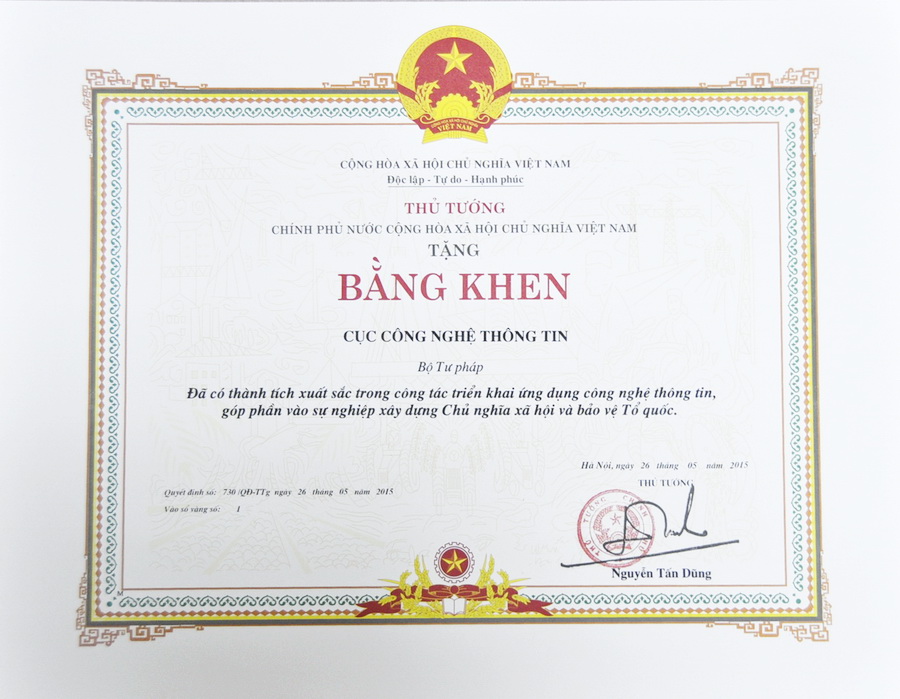 VIỆT NAM
CỘNG HÒA XÃ HỘI CHỦ NGHĨA VIỆT NAM
Độc lập - Tự do - Hạnh phúc
THỦ TƯỚNG
CHÍNH PHỦ NƯỚC CỘNG HÒA XÃ HỘI CHỦ NGHĨA VIỆT NAM
TẶNG
BẰNG KHEN
CỤC CÔNG NGHỆ THÔNG TIN
Bộ Tư pháp
Đã có thành tích xuất sắc trong công tác triển khai ứng dụng công nghệ thông tin,
góp phần vào sự nghiệp xây dựng Chủ nghĩa xã hội và bảo vệ Tổ quốc.
Hà Nội, ngày 26 tháng 05 năm 2015
THỦ TƯỚNG
Quyết định số: 730 /QĐ-TTg ngày 26 tháng 05 năm 2015
Vào sổ vàng số: 1
THỦ TƯỚNG CHÍNH PHỦ
Nguyễn Tấn Dũng